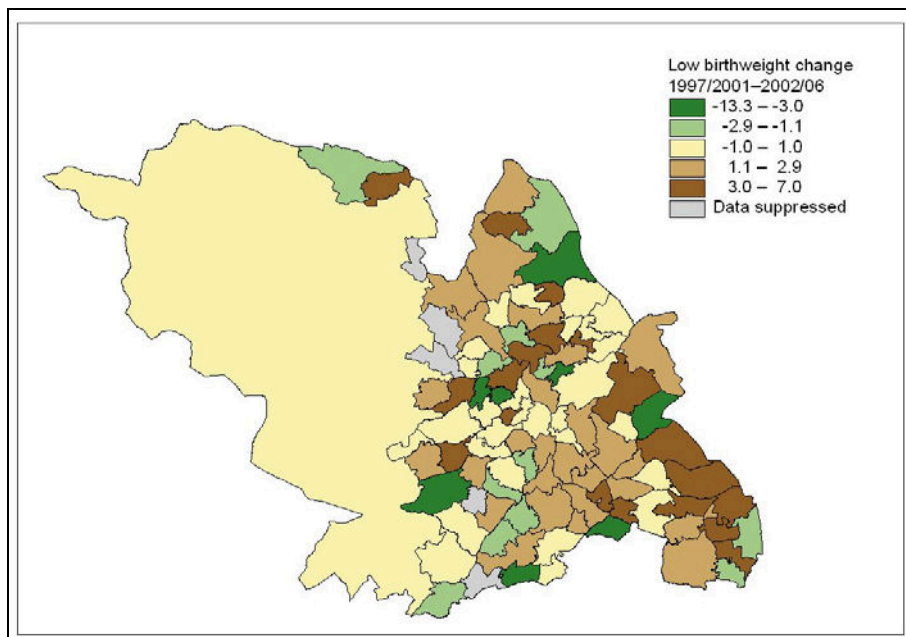 Low birthweight change
1997/2001–2002/06
-13.3 – -3.0
-2.9 – -1.1
-1.0 – 1.0
1.1 – 2.9
3.0 – 7.0
Data suppressed